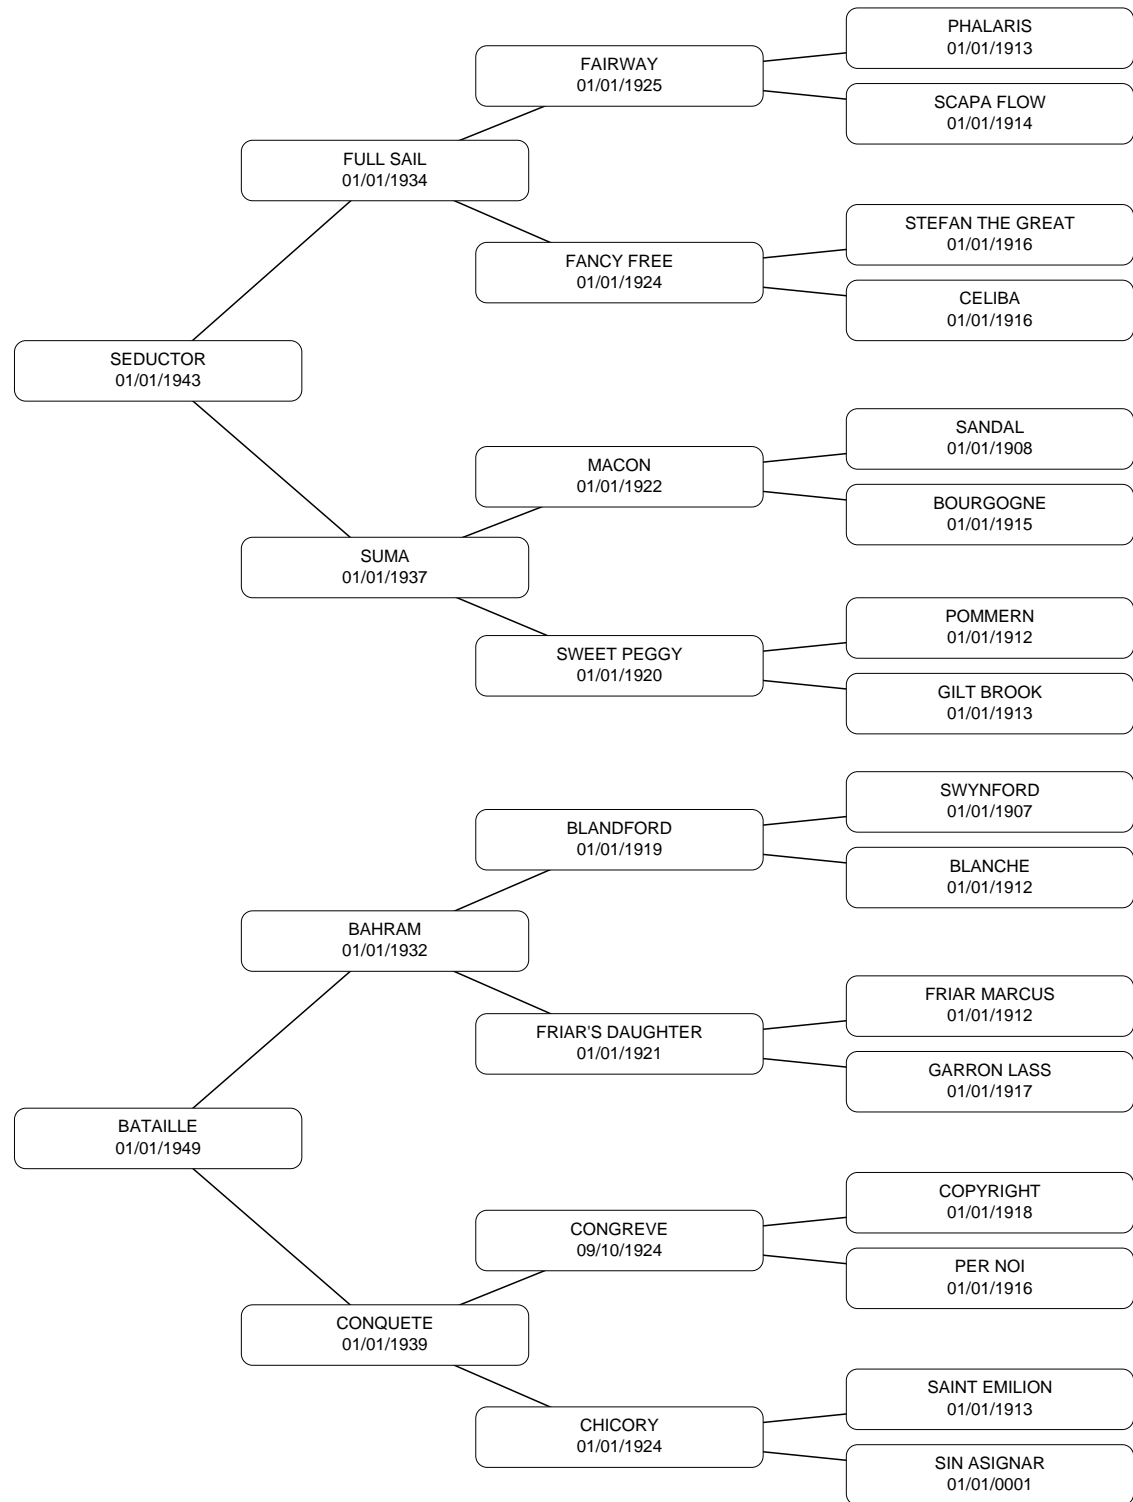 PHALARIS
01/01/1913
FAIRWAY
01/01/1925
SCAPA FLOW
01/01/1914
FULL SAIL
01/01/1934
STEFAN THE GREAT
01/01/1916
FANCY FREE
01/01/1924
CELIBA
01/01/1916
SEDUCTOR
01/01/1943
SANDAL
01/01/1908
MACON
01/01/1922
BOURGOGNE
01/01/1915
SUMA
01/01/1937
POMMERN
01/01/1912
SWEET PEGGY
01/01/1920
GILT BROOK
01/01/1913
SWYNFORD
01/01/1907
BLANDFORD
01/01/1919
BLANCHE
01/01/1912
BAHRAM
01/01/1932
FRIAR MARCUS
01/01/1912
FRIAR'S DAUGHTER
01/01/1921
GARRON LASS
01/01/1917
BATAILLE
01/01/1949
COPYRIGHT
01/01/1918
CONGREVE
09/10/1924
PER NOI
01/01/1916
CONQUETE
01/01/1939
SAINT EMILION
01/01/1913
CHICORY
01/01/1924
SIN ASIGNAR
01/01/0001